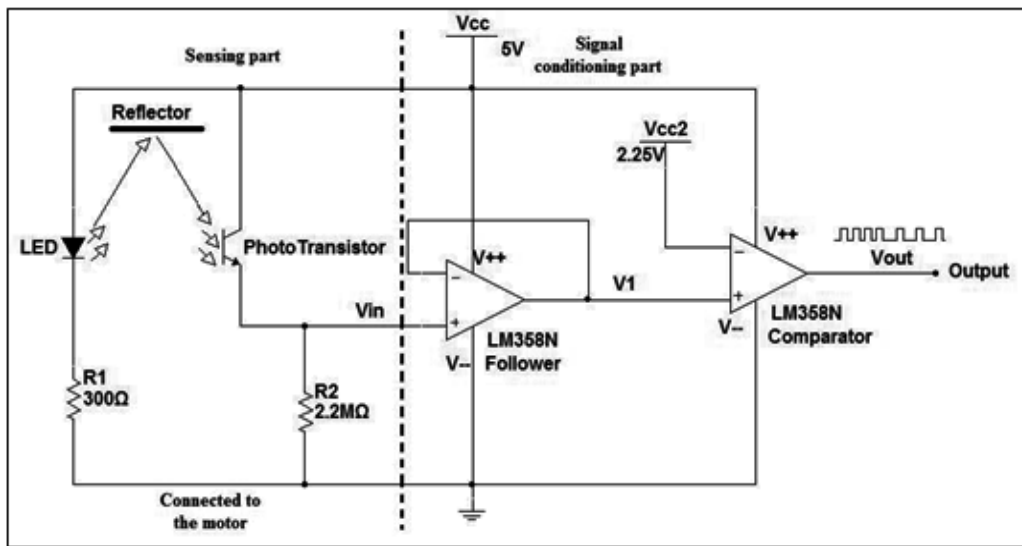 Vcc
5V
Sensing part
Signal
conditioning part
Reflector
Vcc2
2.25V
LED
PhotoTransistor
V++
V++
Vout
Output
Vin
V1
LM358N
Comparator
V--
LM358N
Follower
V--
R1
300Ω
R2
2.2MΩ
Connected to
the motor